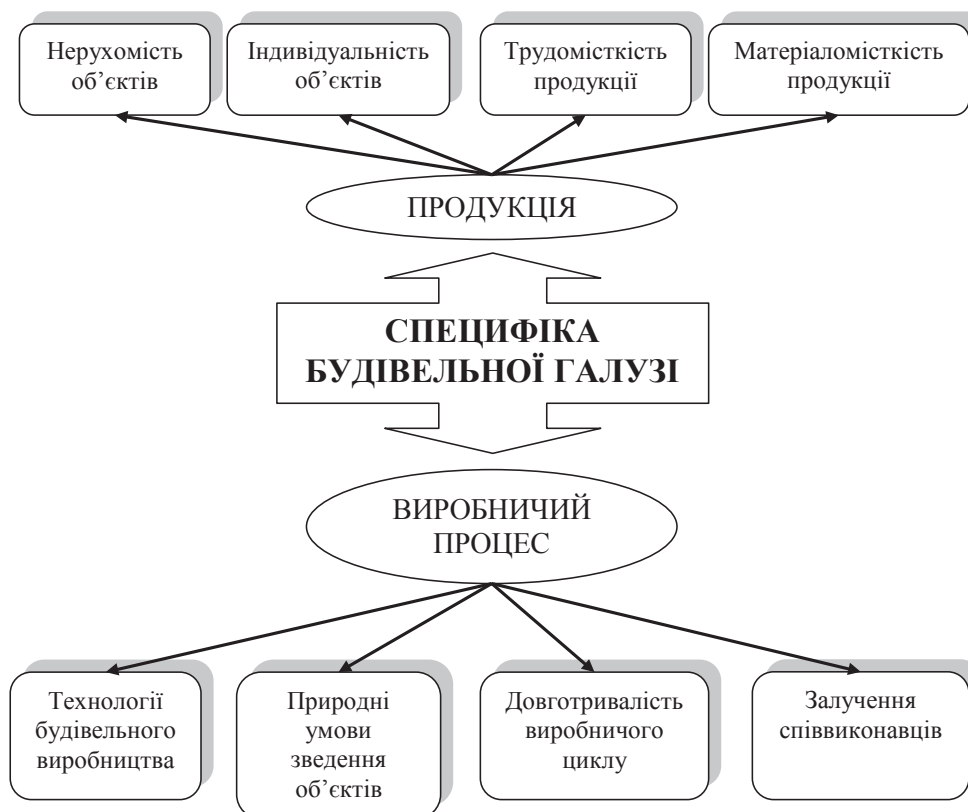 Нерухомість
об’єктів
Індивідуальність
об’єктів
Трудомісткість
продукції
Матеріаломісткість
продукції
ПРОДУКЦІЯ
СПЕЦИФІКА
БУДІВЕЛЬНОЇ ГАЛУЗІ
ВИРОБНИЧИЙ
ПРОЦЕС
Технології
будівельного
виробництва
Природні
умови
зведення
об’єктів
Довготривалість
виробничого
циклу
Залучення
співвиконавців